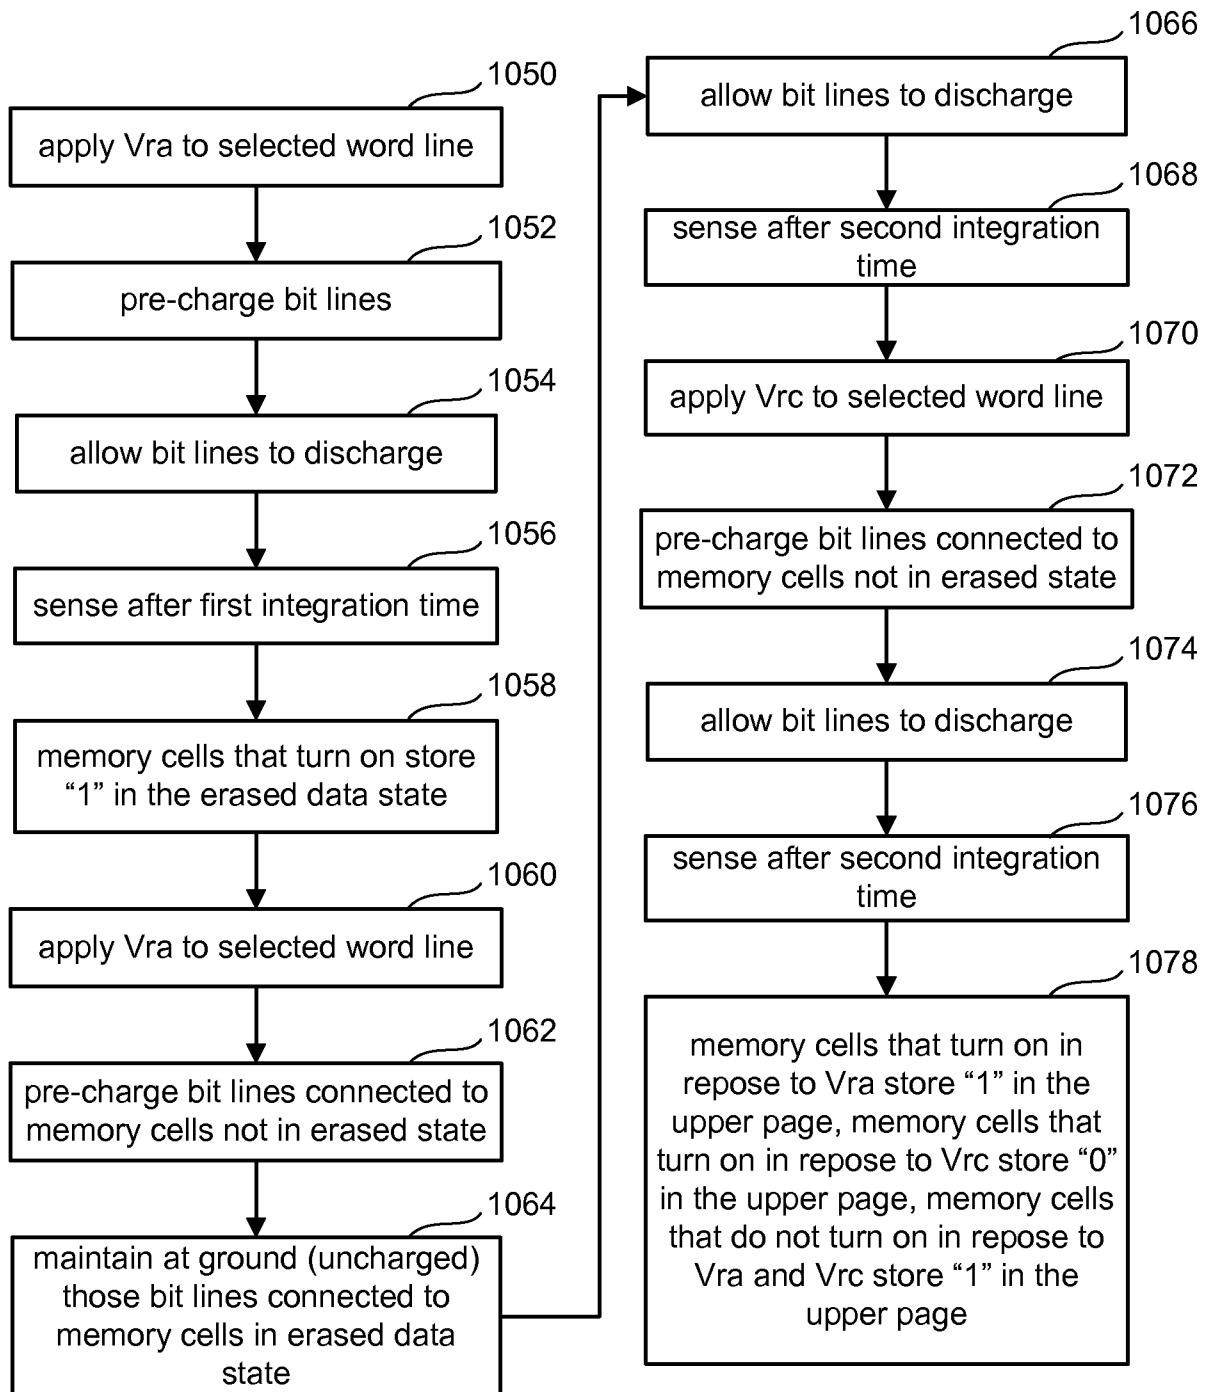 1050
apply Vra to selected word line
1052
pre-charge bit lines
1054
allow bit lines to discharge
1056
sense after first integration time
1058
memory cells that turn on store
“1” in the erased data state
1060
apply Vra to selected word line
1062
pre-charge bit lines connected to
memory cells not in erased state
1064
maintain at ground (uncharged)
those bit lines connected to
memory cells in erased data
state
1066
allow bit lines to discharge
1068
sense after second integration
time
1070
apply Vrc to selected word line
1072
pre-charge bit lines connected to
memory cells not in erased state
1074
allow bit lines to discharge
1076
sense after second integration
time
1078
memory cells that turn on in
repose to Vra store “1” in the
upper page, memory cells that
turn on in repose to Vrc store “0”
in the upper page, memory cells
that do not turn on in repose to
Vra and Vrc store “1” in the
upper page